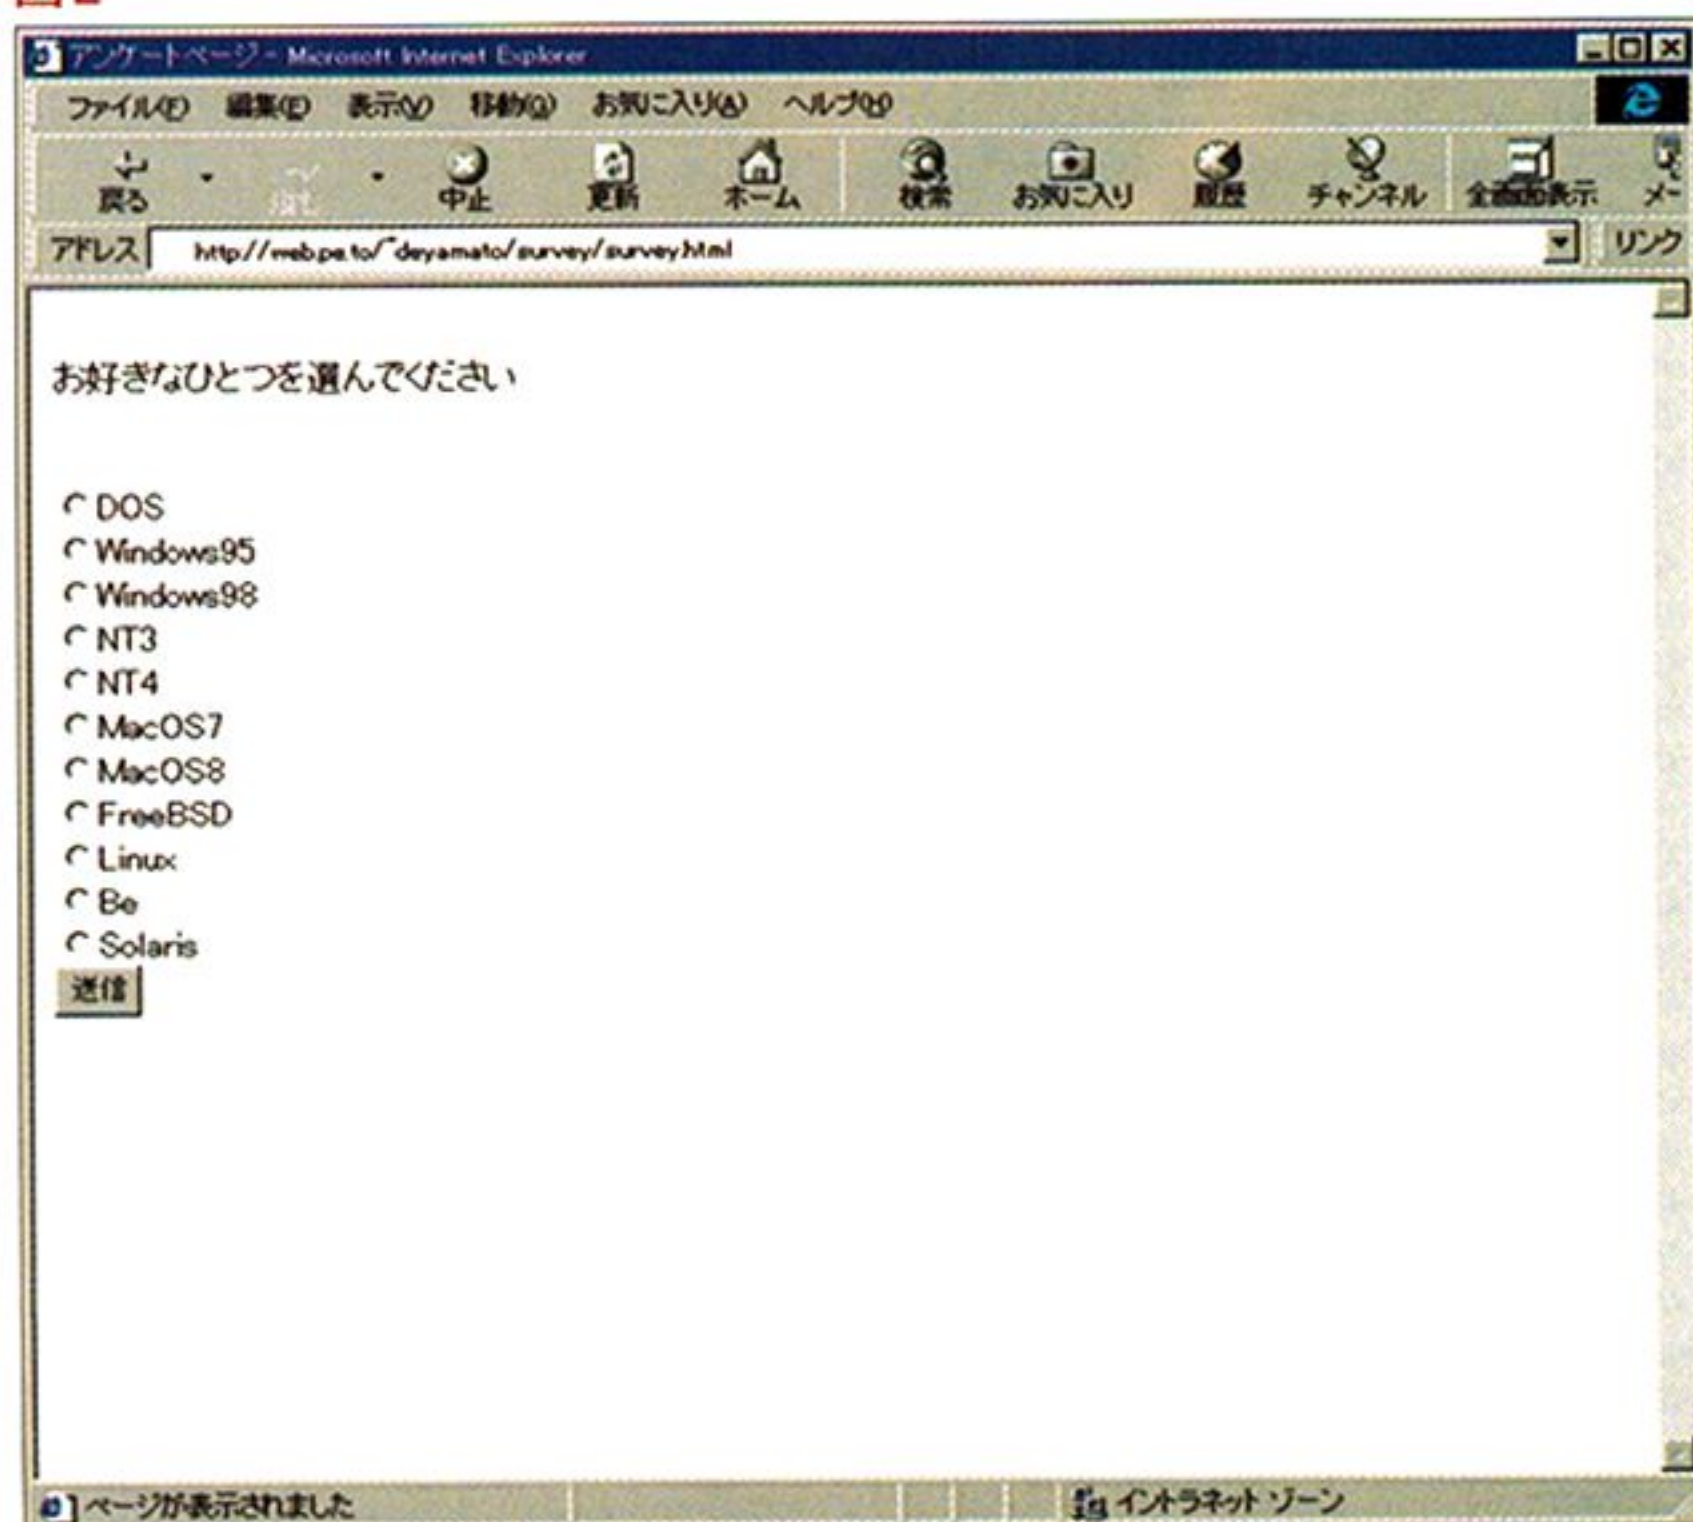 アンケートページ - Microsoft Internet Explorer
ファイル(F) 編集(E) 表示(V) 移動(G) お気に入り(A) ヘルプ(H)
戻る 中止 更新 ホーム 検索 お気に入り 履歴 チャンネル 全画面表示 メー
アドレス http://web.pe.to/~deyamato/survey/survey.html リンク
お好きなひとつを選んでください
DOS
Windows95
Windows98
NT3
NT4
MacOS7
MacOS8
FreeBSD
Linux
Be
Solaris
送信
ページが表示されました イントラネット ゾーン